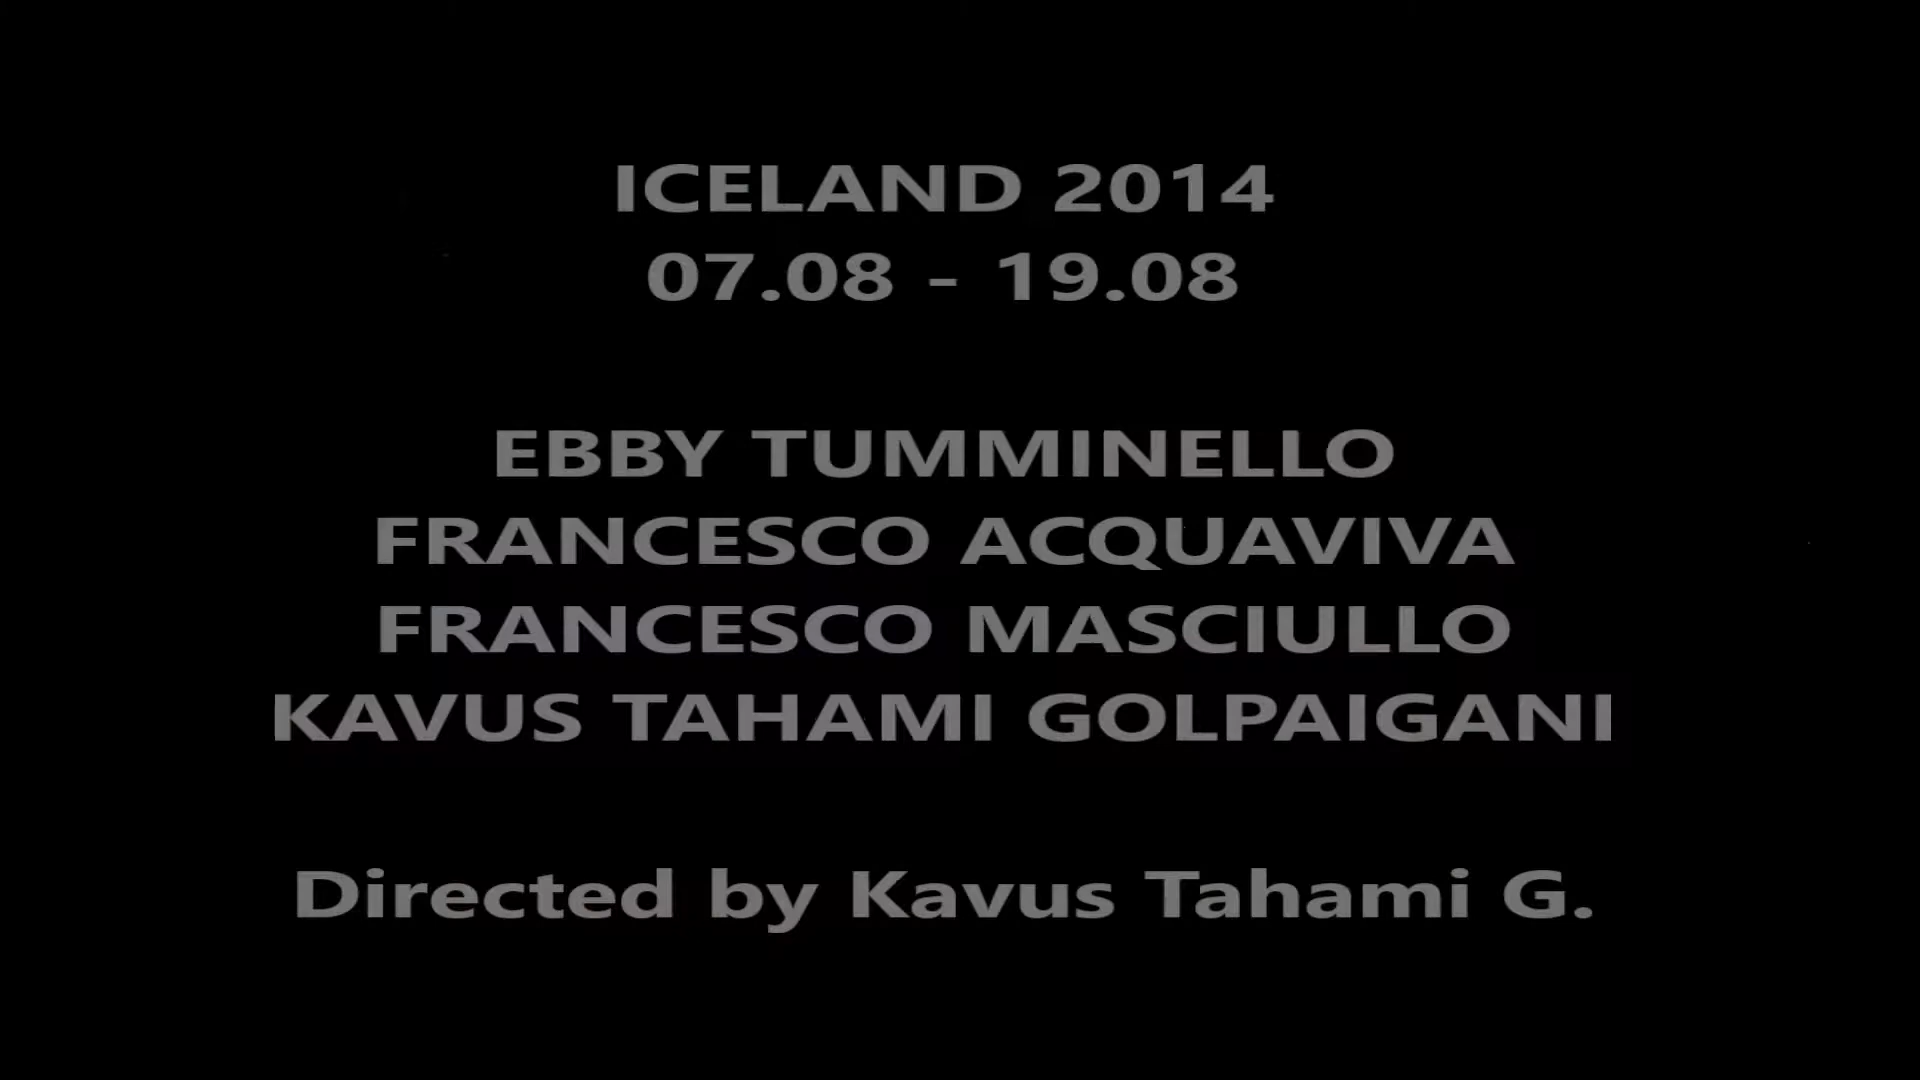 ICELAND 2014
07.08 - 19.08
EBBY TUMMINELLO
FRANCESCO ACQUAVIVA
FRANCESCO MASCIULLO
KAVUS TAHAMI GOLPAIGANI
Directed by Kavus Tahami G.